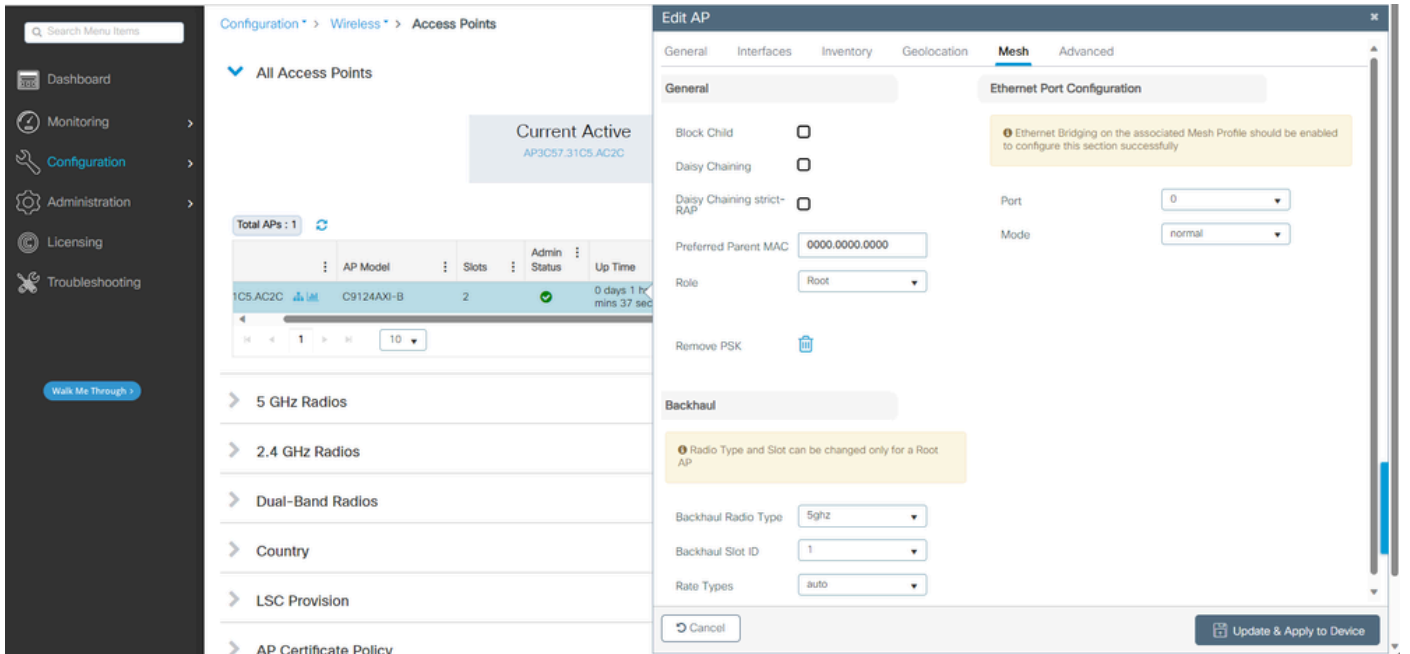 Search Menu Items
Dashboard
Monitoring
Configuration
Administration
Licensing
Troubleshooting
Walk Me Through >
Configuration > Wireless > Access Points
All Access Points
Current Active
AP3C57.31C5.AC2C
Total APs : 1
AP Model
Slots
Admin
Status
Up Time
1C5.AC2C
C9124AXI-B
2
0 days 1 h
mins 37 sec
1
10
5 GHz Radios
2.4 GHz Radios
Dual-Band Radios
Country
LSC Provision
AP Certificate Policy
Edit AP
General Interfaces Inventory Geolocation Mesh Advanced
General
Block Child
Daisy Chaining
Daisy Chaining strict-
RAP
Preferred Parent MAC 0000.0000.0000
Role Root
Remove PSK
Backhaul
Radio Type and Slot can be changed only for a Root
AP
Backhaul Radio Type 5ghz
Backhaul Slot ID 1
Rate Types auto
Ethernet Port Configuration
Ethernet Bridging on the associated Mesh Profile should be enabled
to configure this section successfully
Port 0
Mode normal
Cancel
Update & Apply to Device